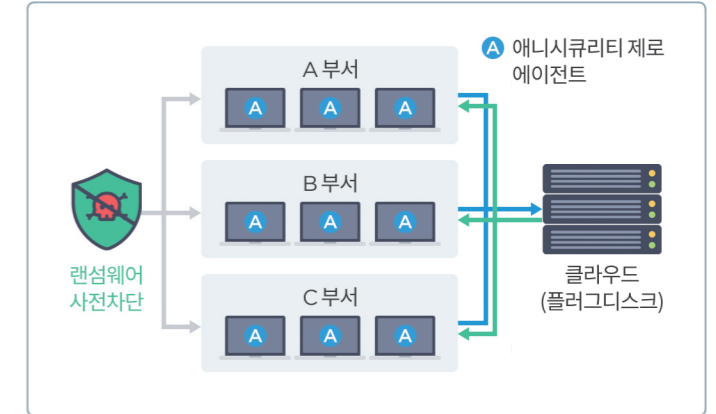 A 부서
A A A
A 애니시큐리티 제로
에이전트
B 부서
A A A
랜섬웨어
사전차단
C 부서
A A A
클라우드
(플러그디스크)